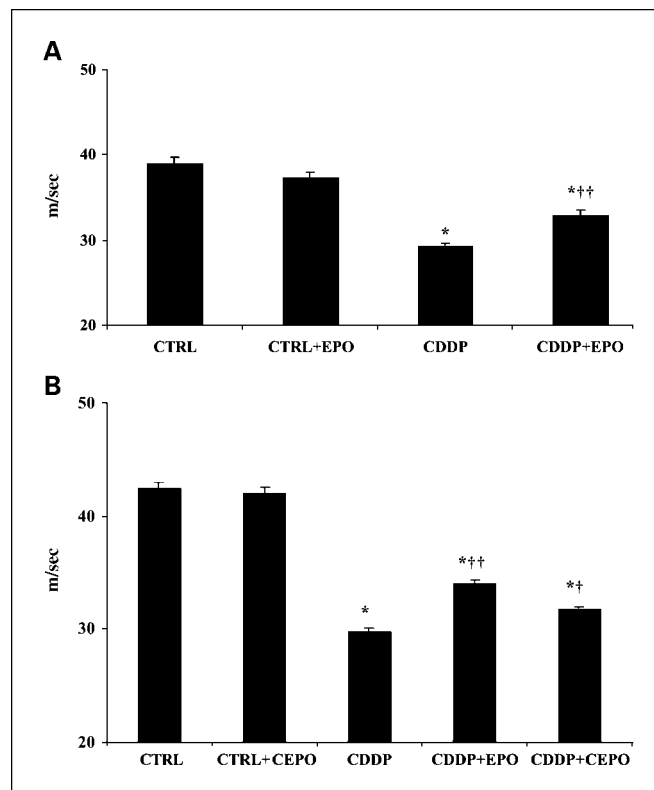 A
50
40
30
20
m/sec
*
*††
CTRL CTRL+EPO CDDP CDDP+EPO
B
50
40
30
20
m/sec
*
*††
*†
CTRL CTRL+CEPO CDDP CDDP+EPO CDDP+CEPO